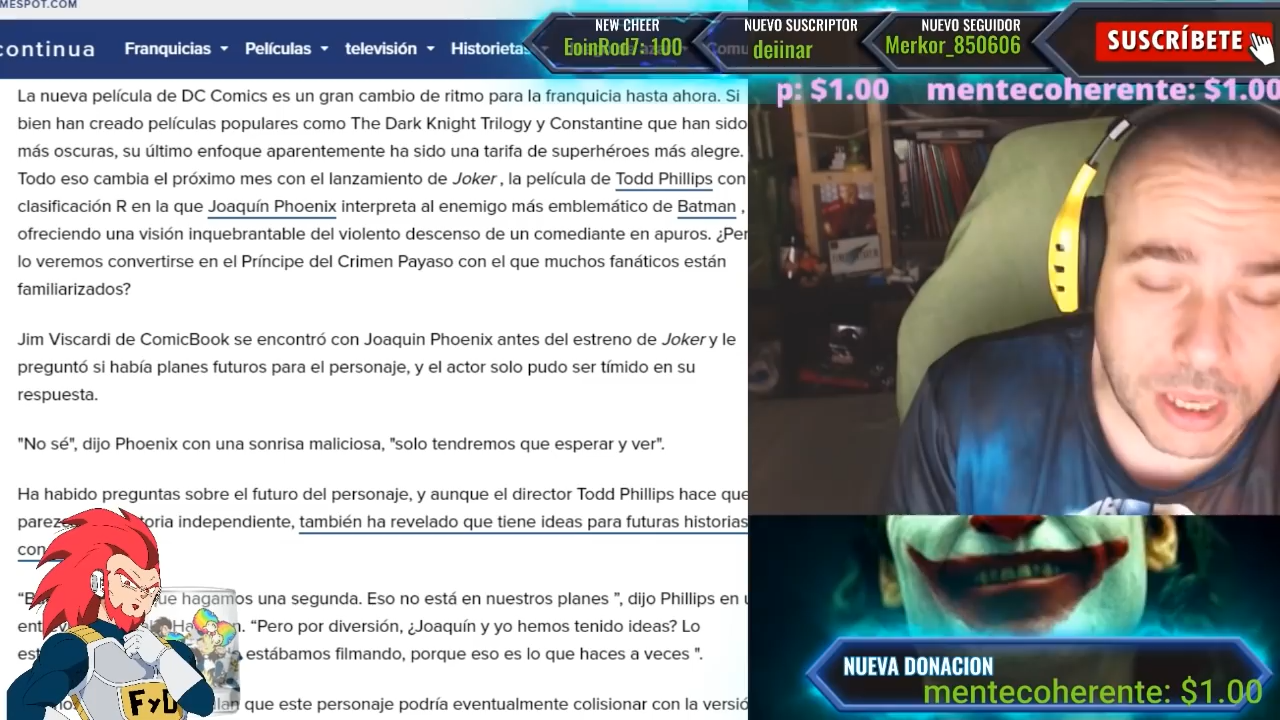 MESPOT.COM
continua Franquicias Películas televisión Historietas
NEW CHEER
EoinRod7: 100
NUEVO SUSCRIPTOR
deiinar
NUEVO SEGUIDOR
Merkor_850606
SUSCRÍBETE
p: $1.00 mentecoherente: $1.00
La nueva película de DC Comics es un gran cambio de ritmo para la franquicia hasta ahora. Si
bien han creado películas populares como The Dark Knight Trilogy y Constantine que han sido
más oscuras, su último enfoque aparentemente ha sido una tarifa de superhéroes más alegre.
Todo eso cambia el próximo mes con el lanzamiento de Joker , la película de Todd Phillips con
clasificación R en la que Joaquín Phoenix interpreta al enemigo más emblemático de Batman ,
ofreciendo una visión inquebrantable del violento descenso de un comediante en apuros. ¿Per
lo veremos convertirse en el Príncipe del Crimen Payaso con el que muchos fanáticos están
familiarizados?
Jim Viscardi de ComicBook se encontró con Joaquin Phoenix antes del estreno de Joker y le
preguntó si había planes futuros para el personaje, y el actor solo pudo ser tímido en su
respuesta.
"No sé", dijo Phoenix con una sonrisa maliciosa, "solo tendremos que esperar y ver".
Ha habido preguntas sobre el futuro del personaje, y aunque el director Todd Phillips hace que
parez toria independiente, también ha revelado que tiene ideas para futuras historias
con
ue hagamos una segunda. Eso no está en nuestros planes ", dijo Phillips en u
ent n. “Pero por diversión, ¿Joaquín y yo hemos tenido ideas? Lo
est estábamos filmando, porque eso es lo que haces a veces ".
que este personaje podría eventualmente colisionar con la versió
FyD
NUEVA DONACION
mentecoherente: $1.00